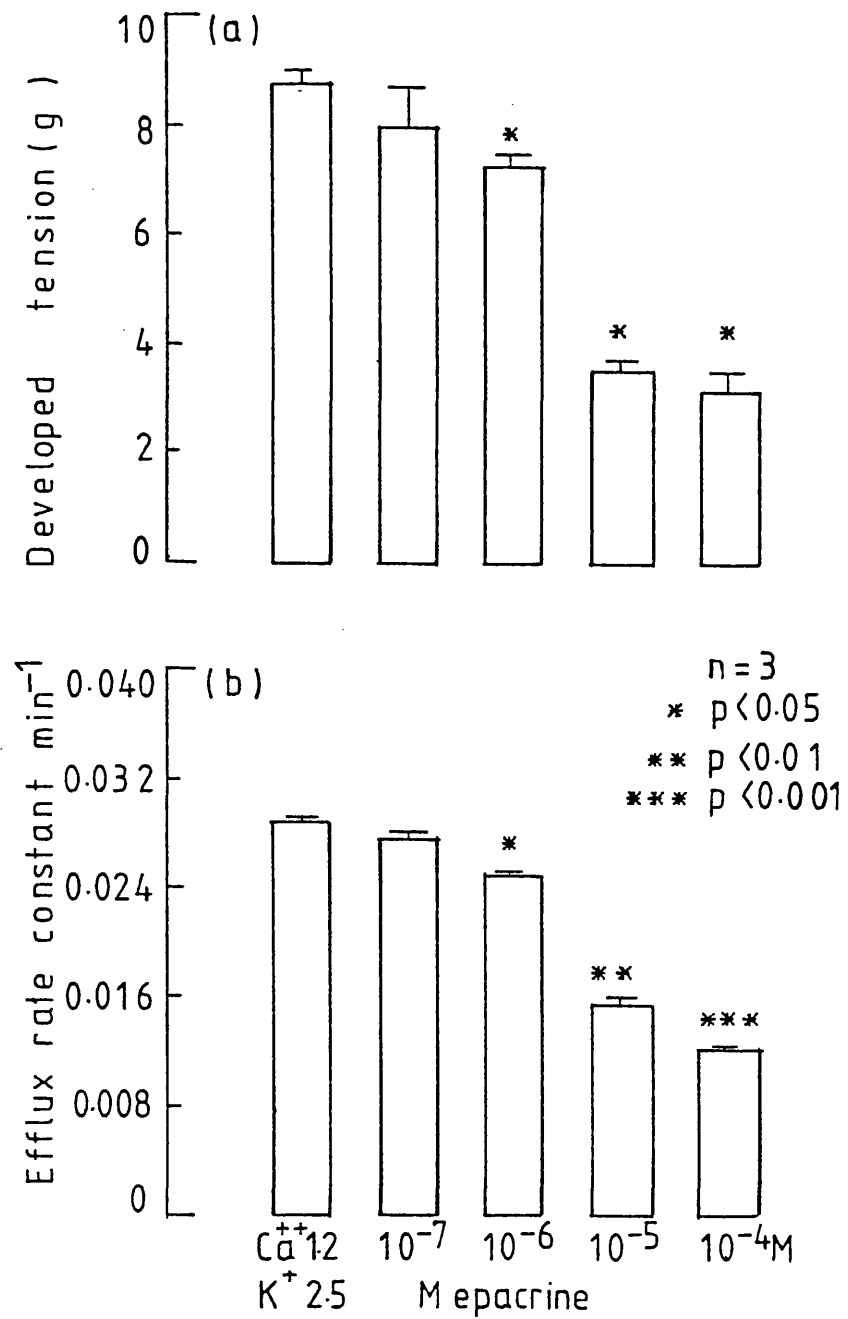 (a)
Developed tension (g)
10
8
6
4
2
0
*
*
*
(b)
Efflux rate constant min⁻¹
0.040
0.032
0.024
0.016
0.008
0
n=3
* p<0.05
** p<0.01
*** p<0.001
*
**
***
Ca⁺⁺1.2 10⁻⁷ 10⁻⁶ 10⁻⁵ 10⁻⁴M
K⁺ 2.5 M epacrine